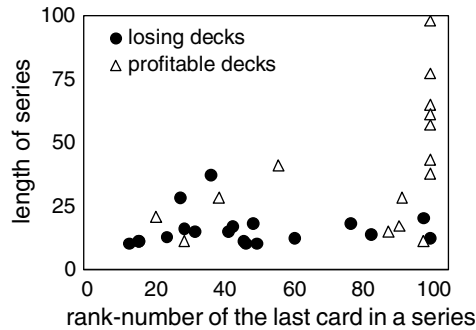 100
75
50
25
0
length of series
losing decks
profitable decks
0 20 40 60 80 100
rank-number of the last card in a series